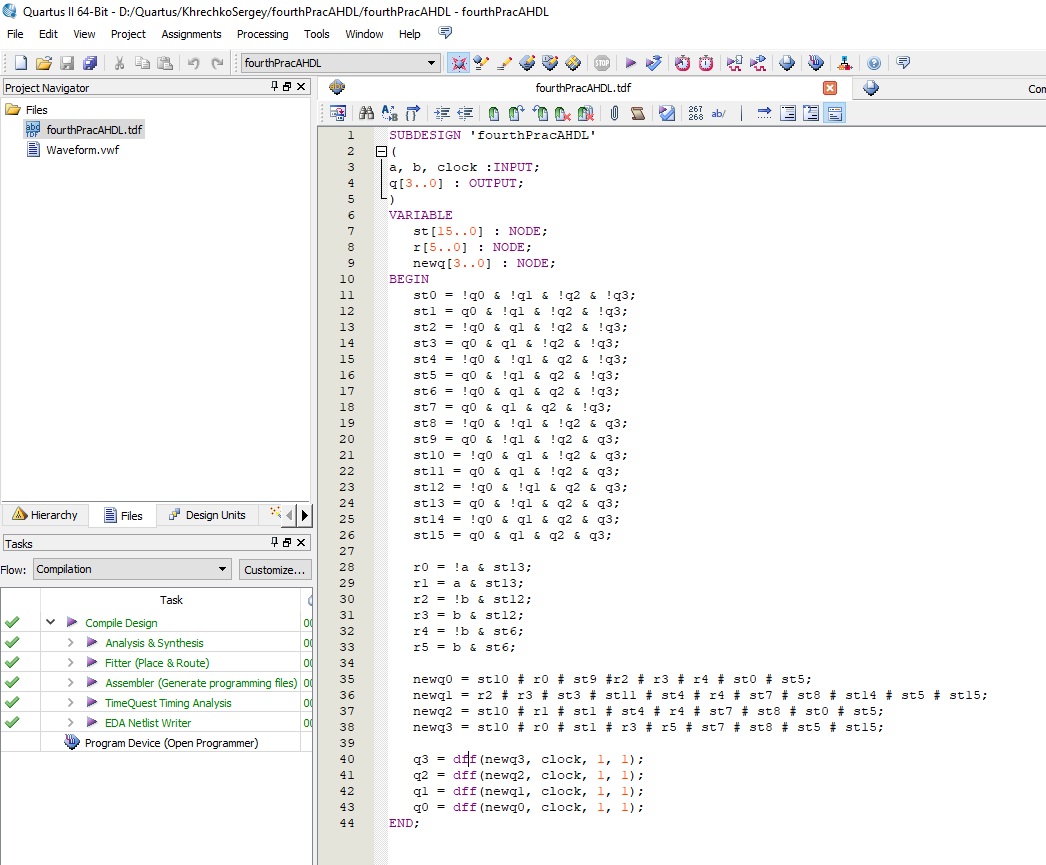 Quartus II 64-Bit - D:/Quartus/KhrechkoSergey/fourthPracAHDL/fourthPracAHDL - fourthPracAHDL
File Edit View Project Assignments Processing Tools Window Help
fourthPracAHDL
Project Navigator
Files
fourthPracAHDL.tdf
Waveform.vwf
Hierarchy Files Design Units
Tasks
Flow: Compilation Customize...
Task
Compile Design 00
Analysis & Synthesis 00
Fitter (Place & Route) 00
Assembler (Generate programming files) 00
TimeQuest Timing Analysis 00
EDA Netlist Writer 00
Program Device (Open Programmer)
fourthPracAHDL.tdf Con
267 268 ab/
1 SUBDESIGN 'fourthPracAHDL'
2 (
3 a, b, clock :INPUT;
4 q[3..0] : OUTPUT;
5 )
6 VARIABLE
7 st[15..0] : NODE;
8 r[5..0] : NODE;
9 newq[3..0] : NODE;
10 BEGIN
11 st0 = !q0 & !q1 & !q2 & !q3;
12 st1 = q0 & !q1 & !q2 & !q3;
13 st2 = !q0 & q1 & !q2 & !q3;
14 st3 = q0 & q1 & !q2 & !q3;
15 st4 = !q0 & !q1 & q2 & !q3;
16 st5 = q0 & !q1 & q2 & !q3;
17 st6 = !q0 & q1 & q2 & !q3;
18 st7 = q0 & q1 & q2 & !q3;
19 st8 = !q0 & !q1 & !q2 & q3;
20 st9 = q0 & !q1 & !q2 & q3;
21 st10 = !q0 & q1 & !q2 & q3;
22 st11 = q0 & q1 & !q2 & q3;
23 st12 = !q0 & !q1 & q2 & q3;
24 st13 = q0 & !q1 & q2 & q3;
25 st14 = !q0 & q1 & q2 & q3;
26 st15 = q0 & q1 & q2 & q3;
27
28 r0 = !a & st13;
29 r1 = a & st13;
30 r2 = !b & st12;
31 r3 = b & st12;
32 r4 = !b & st6;
33 r5 = b & st6;
34
35 newq0 = st10 # r0 # st9 #r2 # r3 # r4 # st0 # st5;
36 newq1 = r2 # r3 # st3 # st11 # st4 # r4 # st7 # st8 # st14 # st5 # st15;
37 newq2 = st10 # r1 # st1 # st4 # r4 # st7 # st8 # st0 # st5;
38 newq3 = st10 # r0 # st1 # r3 # r5 # st7 # st8 # st5 # st15;
39
40 q3 = dff(newq3, clock, 1, 1);
41 q2 = dff(newq2, clock, 1, 1);
42 q1 = dff(newq1, clock, 1, 1);
43 q0 = dff(newq0, clock, 1, 1);
44 END;